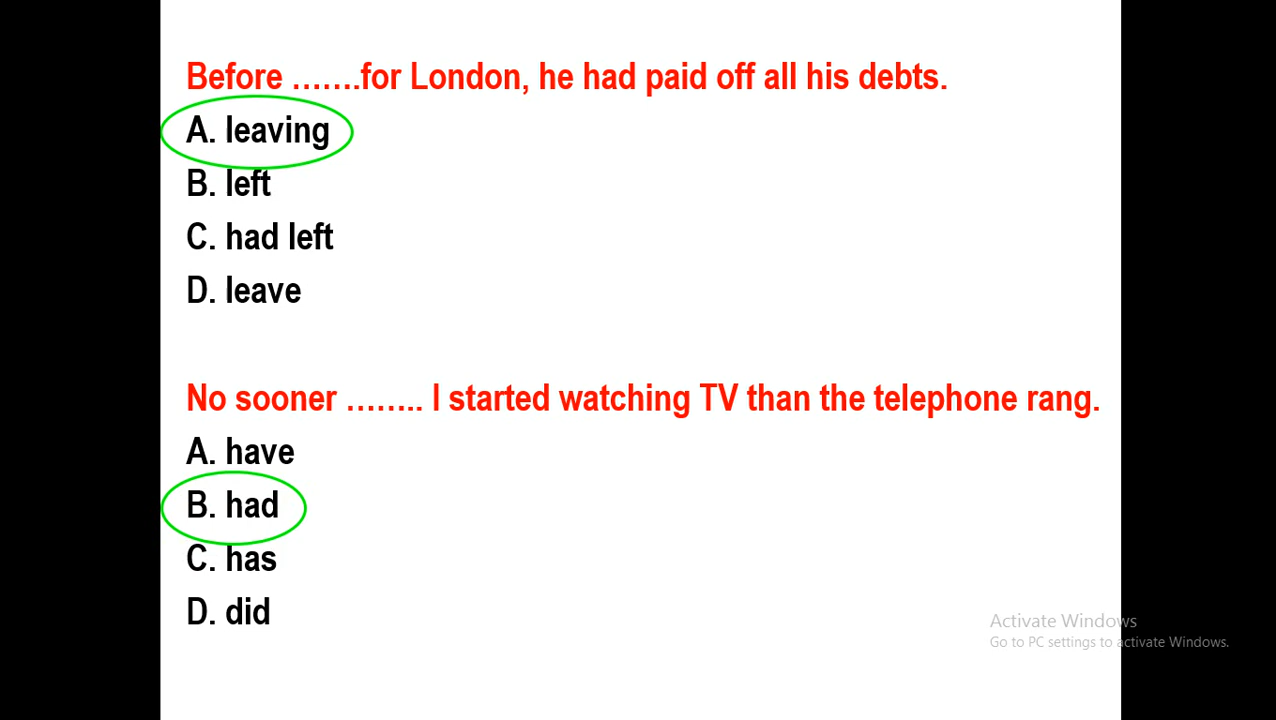 Before …….for London, he had paid off all his debts.
A. leaving
B. left
C. had left
D. leave
No sooner …….. I started watching TV than the telephone rang.
A. have
B. had
C. has
D. did
Activate Windows
Go to PC settings to activate Windows.